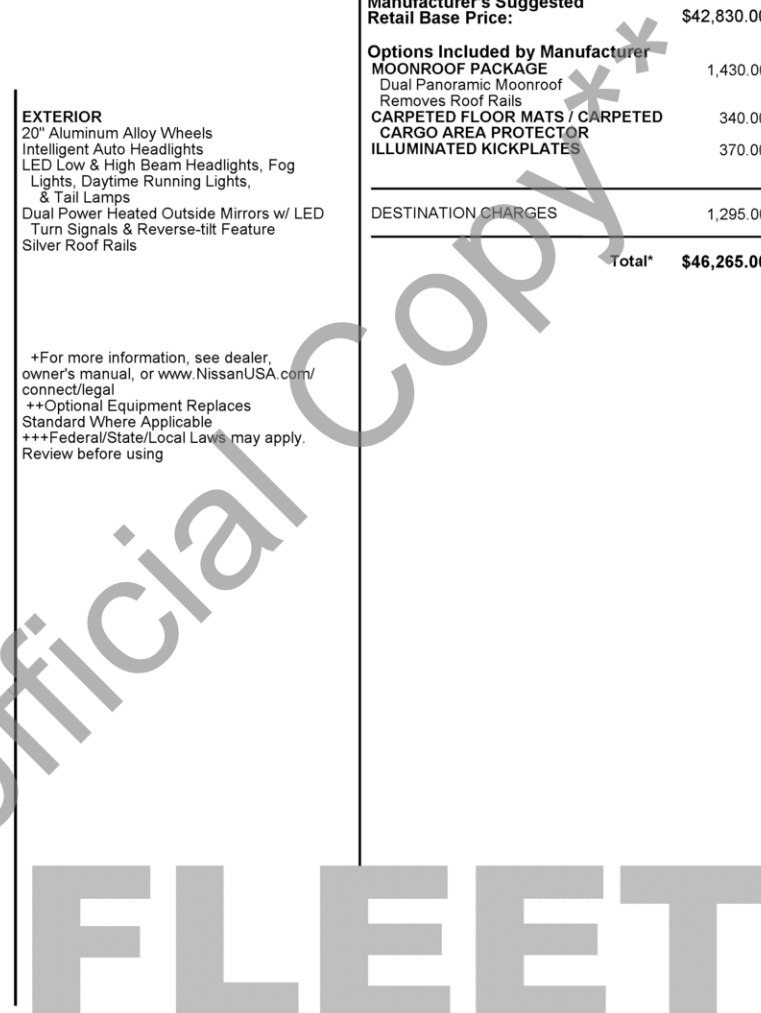 EXTERIOR
20" Aluminum Alloy Wheels
Intelligent Auto Headlights
LED Low & High Beam Headlights, Fog
Lights, Daytime Running Lights,
& Tail Lamps
Dual Power Heated Outside Mirrors w/ LED
Turn Signals & Reverse-tilt Feature
Silver Roof Rails
+For more information, see dealer,
owner's manual, or www.NissanUSA.com/
connect/legal
++Optional Equipment Replaces
Standard Where Applicable
+++Federal/State/Local Laws may apply.
Review before using
Manufacturer's Suggested
Retail Base Price: $42,830.00
Options Included by Manufacturer
MOONROOF PACKAGE 1,430.00
Dual Panoramic Moonroof
Removes Roof Rails
CARPETED FLOOR MATS / CARPETED 340.00
CARGO AREA PROTECTOR
ILLUMINATED KICKPLATES 370.00
DESTINATION CHARGES 1,295.00
Total* $46,265.00
official Copy**
FLEET